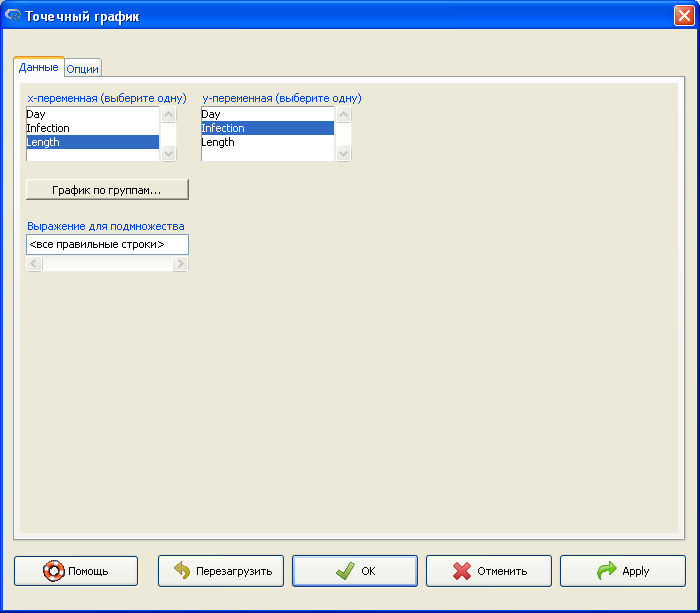 Точечный график
Данные Опции
x-переменная (выберите одну) y-переменная (выберите одну)
Day Day
Infection Infection
Length Length
График по группам...
Выражение для подмножества
<все правильные строки>
Помощь Перезагрузить OK Отменить Apply